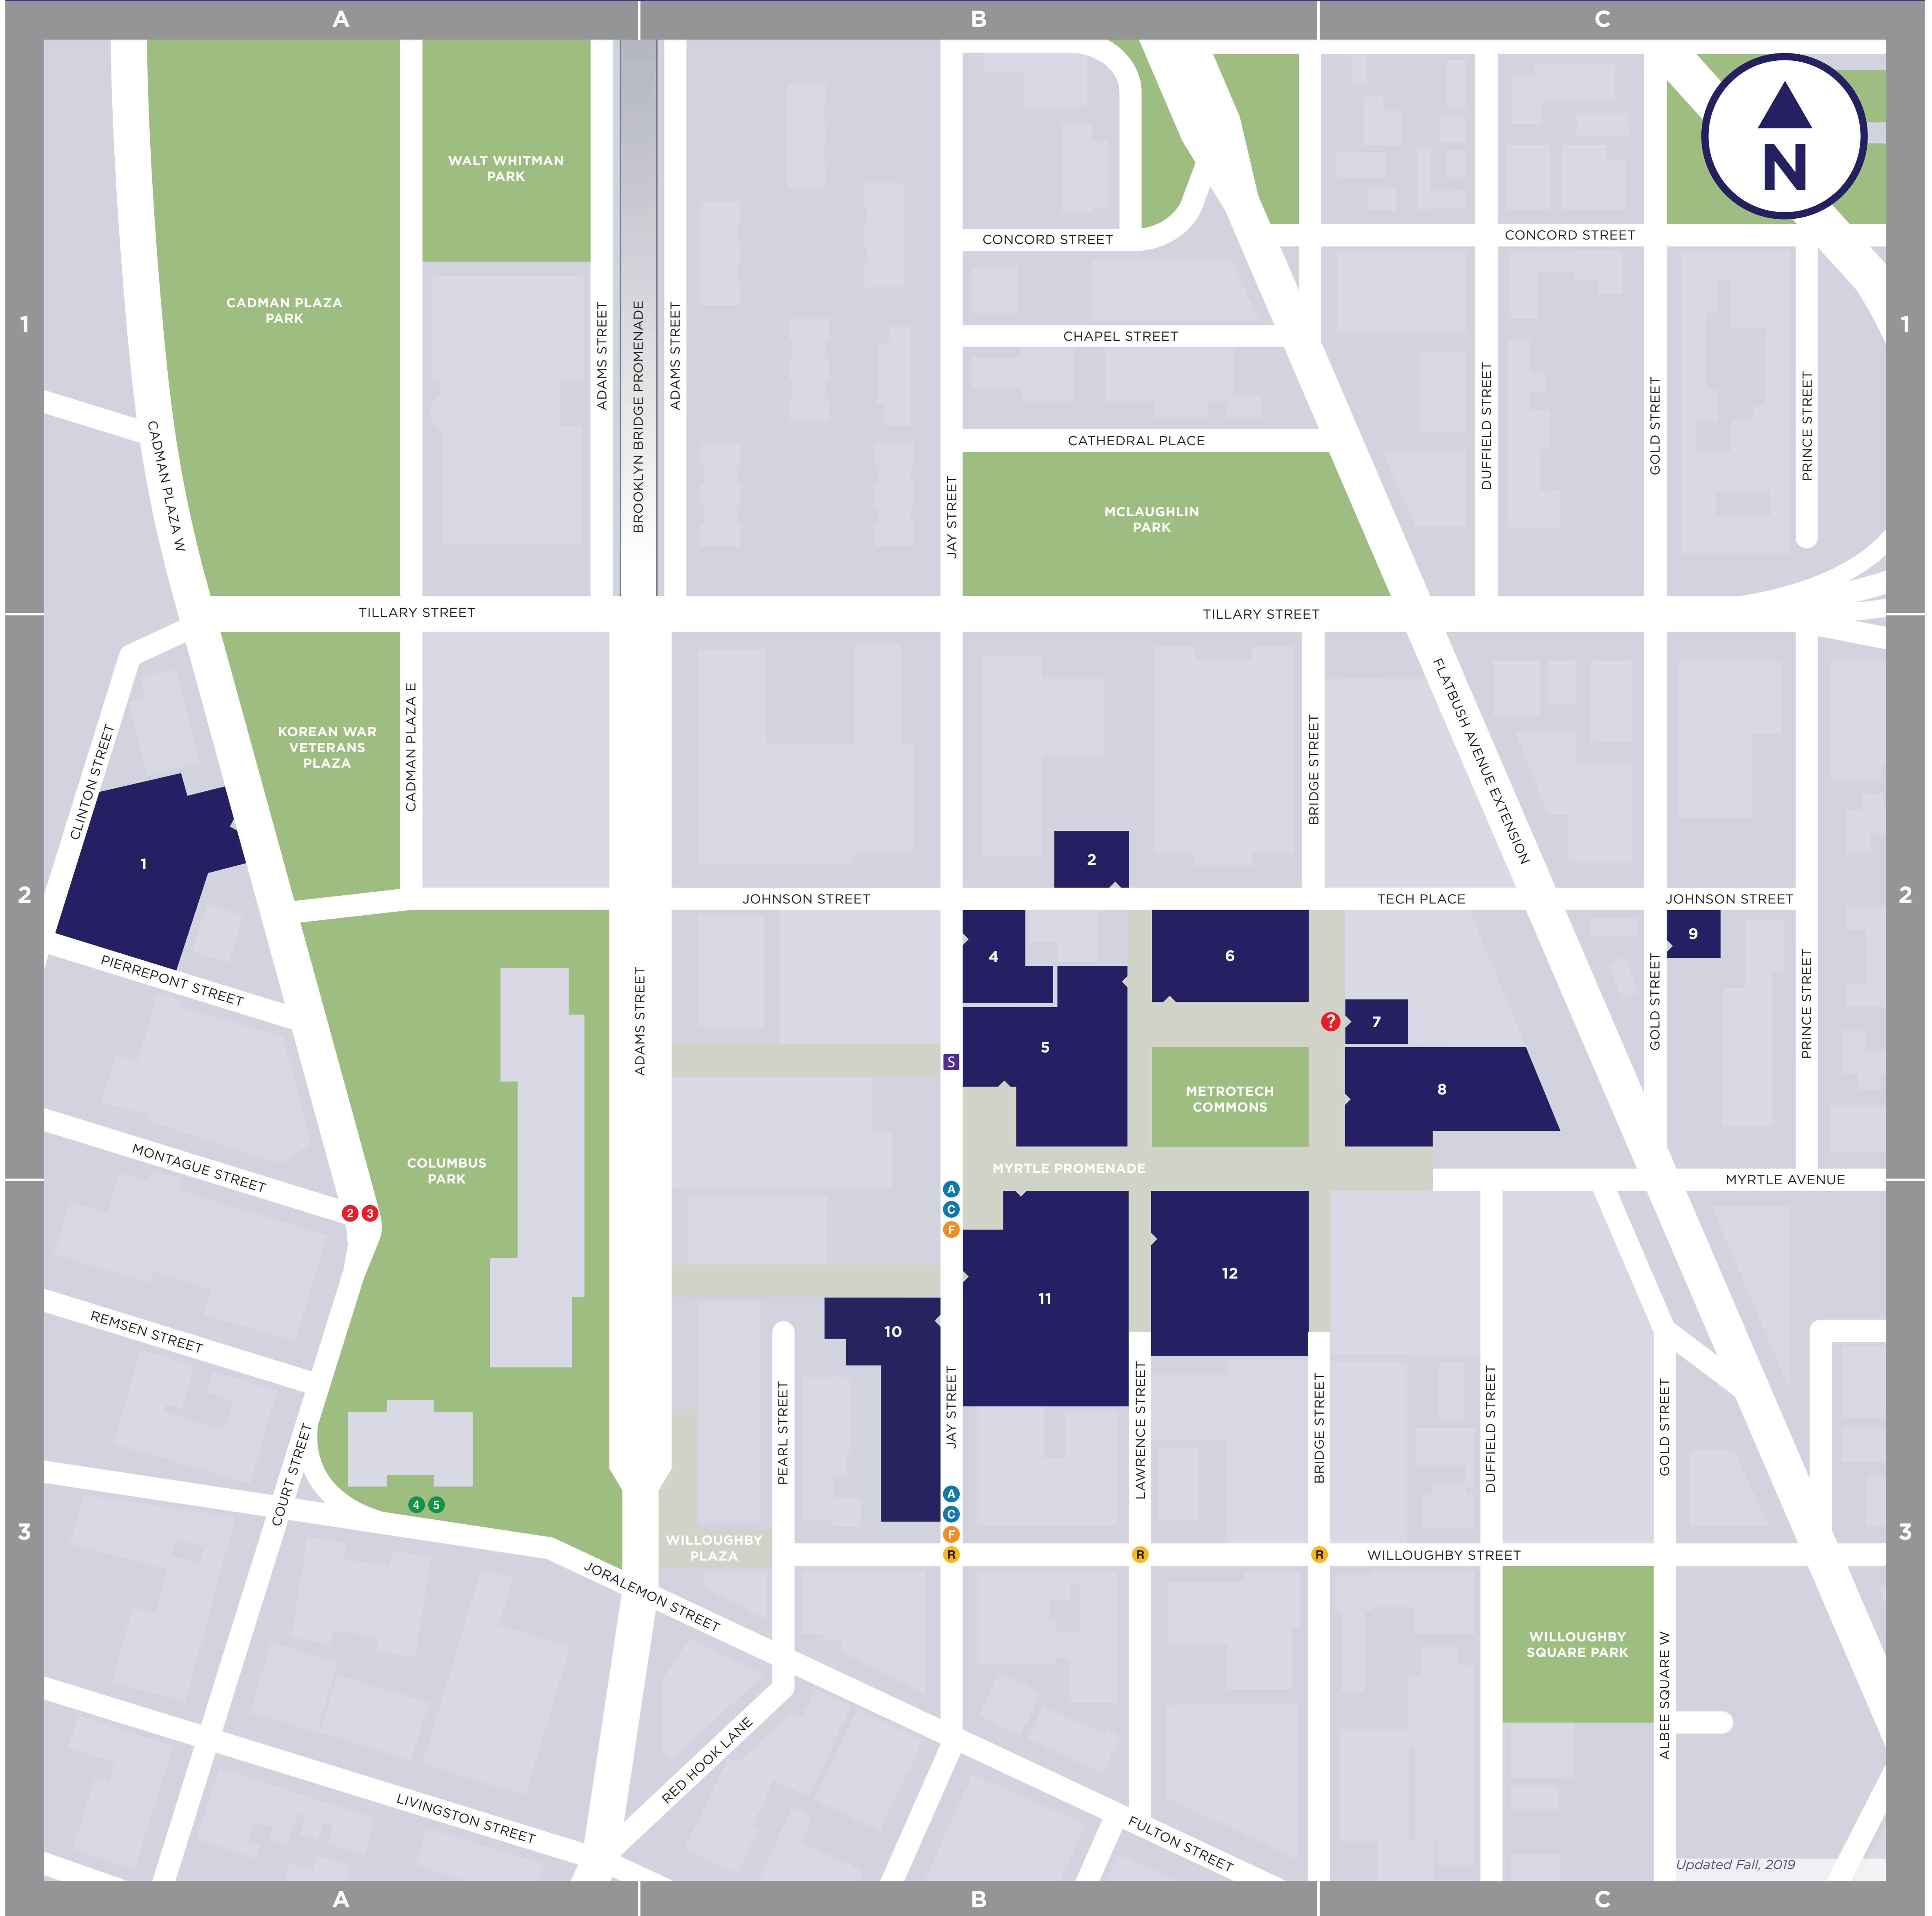 A
B
C
N
WALT WHITMAN
PARK
CONCORD STREET
CONCORD STREET
CADMAN PLAZA
PARK
1
1
ADAMS STREET
BROOKLYN BRIDGE PROMENADE
ADAMS STREET
CHAPEL STREET
CADMAN PLAZA W
CATHEDRAL PLACE
JAY STREET
MCLAUGHLIN
PARK
DUFFIELD STREET
GOLD STREET
PRINCE STREET
TILLARY STREET
TILLARY STREET
CLINTON STREET
KOREAN WAR
VETERANS
PLAZA
CADMAN PLAZA E
BRIDGE STREET
FLATBUSH AVENUE EXTENSION
1
2
2
2
JOHNSON STREET
TECH PLACE
JOHNSON STREET
PIERREPONT STREET
ADAMS STREET
4
6
9
5
?
7
S
METROTECH
COMMONS
8
GOLD STREET
PRINCE STREET
MONTAGUE STREET
COLUMBUS
PARK
MYRTLE PROMENADE
MYRTLE AVENUE
2 3
A
C
F
REMSEN STREET
10
11
12
PEARL STREET
JAY STREET
LAWRENCE STREET
BRIDGE STREET
DUFFIELD STREET
GOLD STREET
COURT STREET
4 5
A
C
F
R
R
R
3
3
WILLOUGHBY
PLAZA
WILLOUGHBY STREET
JORALEMON STREET
WILLOUGHBY
SQUARE PARK
ALBEE SQUARE W
RED HOOK LANE
LIVINGSTON STREET
FULTON STREET
Updated Fall, 2019
A
B
C